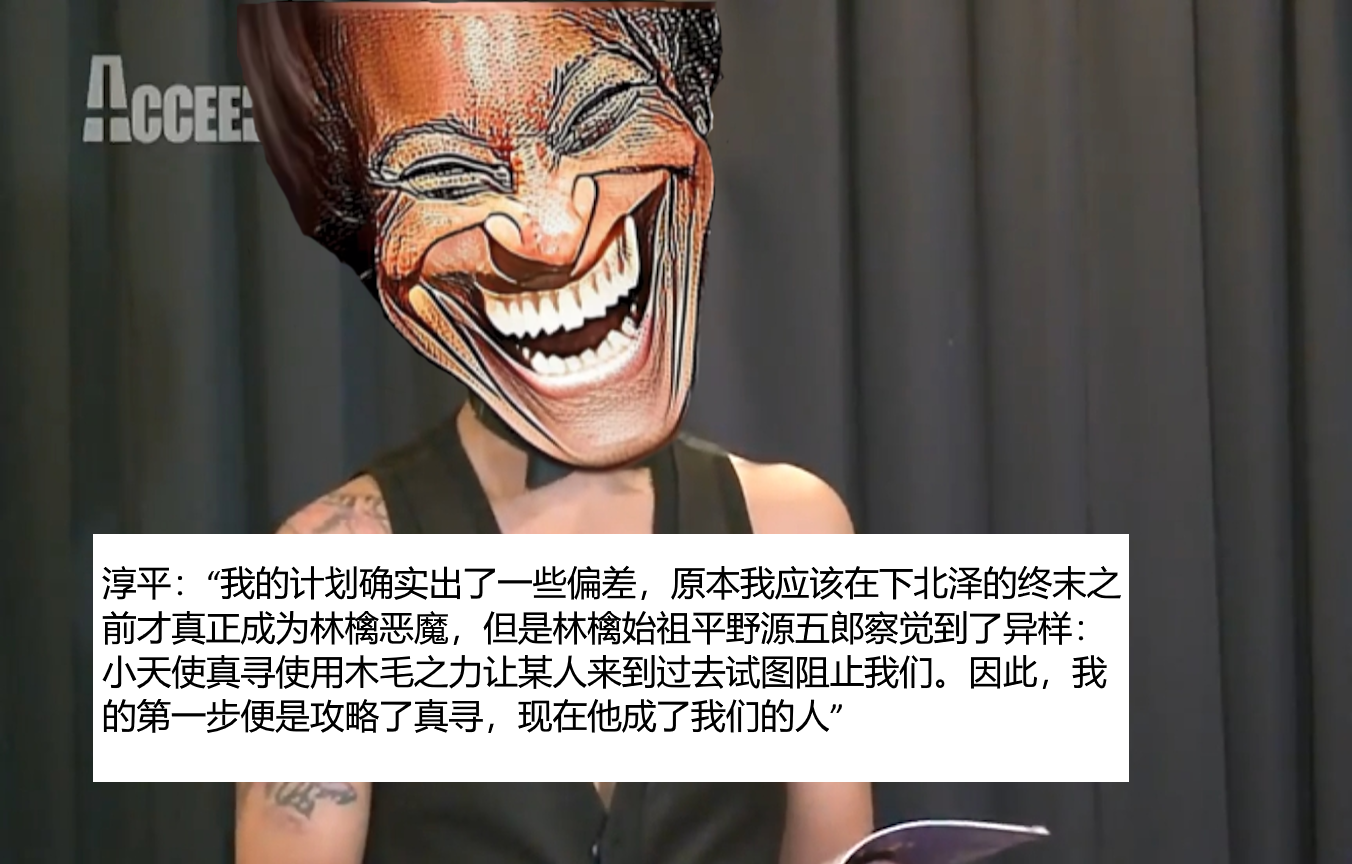 ACCEE
淳平：“我的计划确实出了一些偏差，原本我应该在下北泽的终末之
前才真正成为林檎恶魔，但是林檎始祖平野源五郎察觉到了异样：
小天使真寻使用木毛之力让某人来到过去试图阻止我们。因此，我
的第一步便是攻略了真寻，现在他成了我们的人”